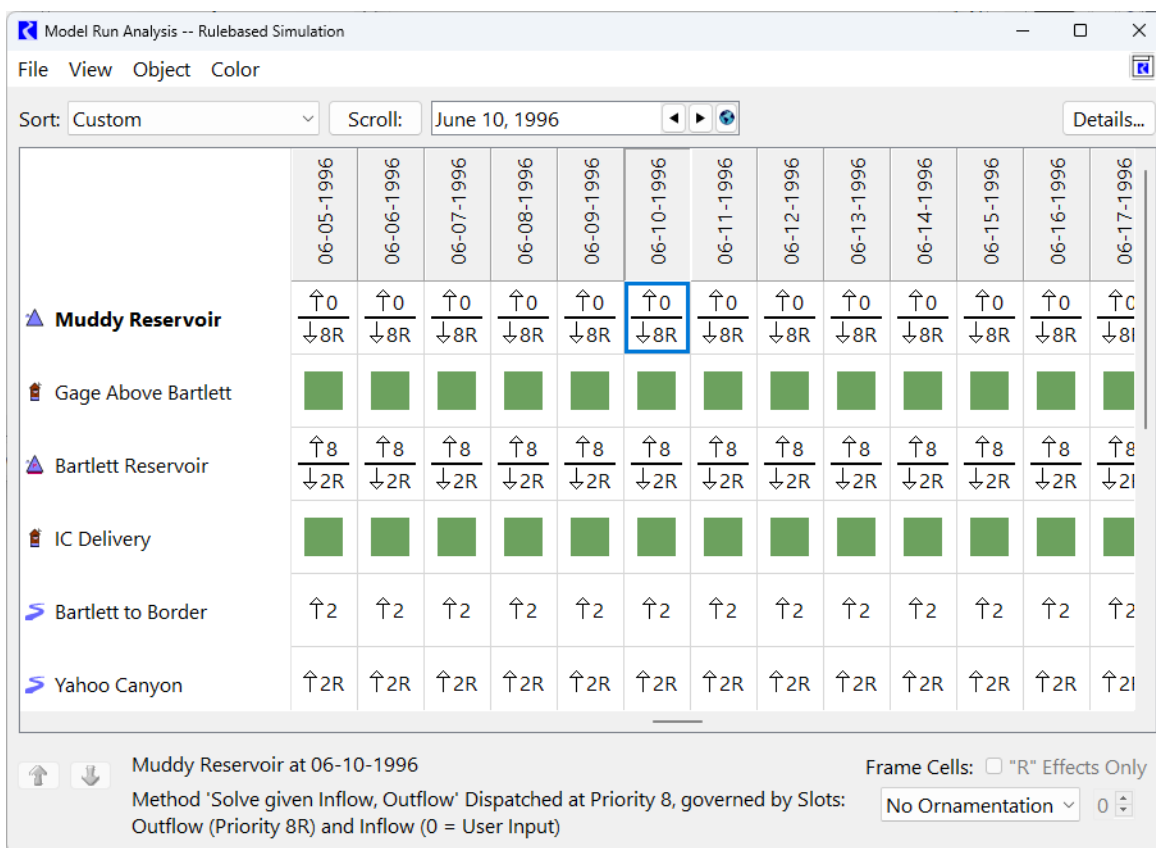 Model Run Analysis -- Rulebased Simulation
File View Object Color
Sort: Custom Scroll: June 10, 1996 Details...
06-05-1996 06-06-1996 06-07-1996 06-08-1996 06-09-1996 06-10-1996 06-11-1996 06-12-1996 06-13-1996 06-14-1996 06-15-1996 06-16-1996 06-17-1996
↑0 ↑0 ↑0 ↑0 ↑0 ↑0 ↑0 ↑0 ↑0 ↑0 ↑0 ↑0 ↑0
Muddy Reservoir
↓8R ↓8R ↓8R ↓8R ↓8R ↓8R ↓8R ↓8R ↓8R ↓8R ↓8R ↓8R ↓8
Gage Above Bartlett
↑8 ↑8 ↑8 ↑8 ↑8 ↑8 ↑8 ↑8 ↑8 ↑8 ↑8 ↑8 ↑8
Bartlett Reservoir
↓2R ↓2R ↓2R ↓2R ↓2R ↓2R ↓2R ↓2R ↓2R ↓2R ↓2R ↓2R ↓2
IC Delivery
Bartlett to Border ↑2 ↑2 ↑2 ↑2 ↑2 ↑2 ↑2 ↑2 ↑2 ↑2 ↑2 ↑2 ↑2
Yahoo Canyon ↑2R ↑2R ↑2R ↑2R ↑2R ↑2R ↑2R ↑2R ↑2R ↑2R ↑2R ↑2R ↑2
Muddy Reservoir at 06-10-1996
Frame Cells: "R" Effects Only
Method 'Solve given Inflow, Outflow' Dispatched at Priority 8, governed by Slots:
Outflow (Priority 8R) and Inflow (0 = User Input)
No Ornamentation 0